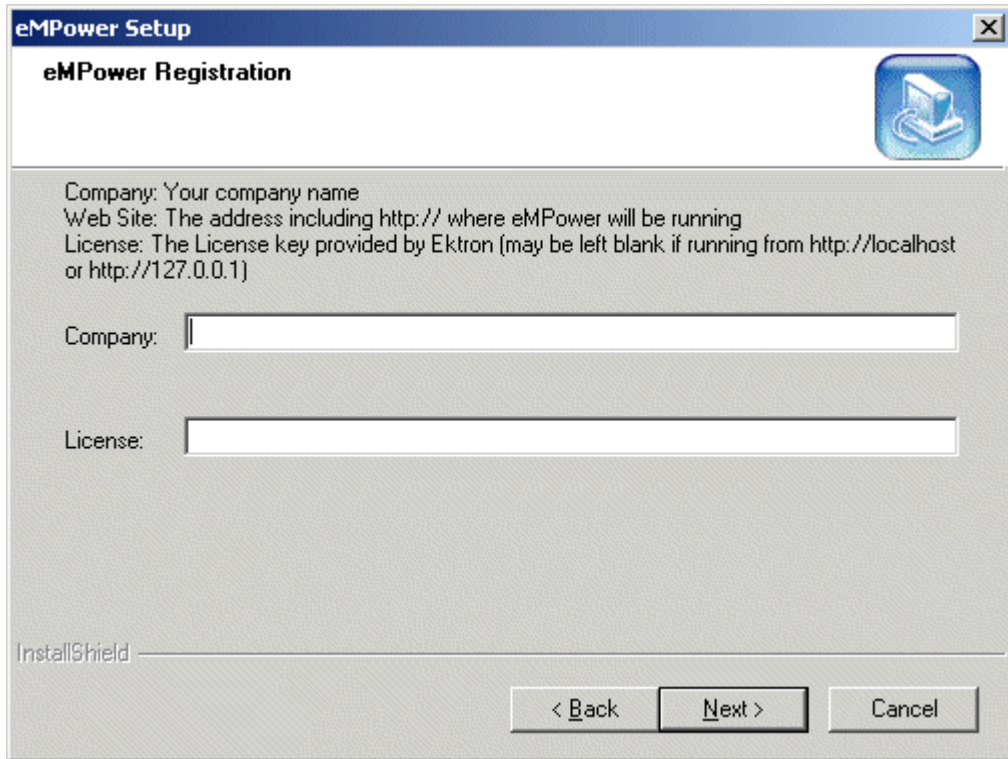 eMPower Setup
eMPower Registration
Company: Your company name
Web Site: The address including http:// where eMPower will be running
License: The License key provided by Ektron (may be left blank if running from http://localhost
or http://127.0.0.1)
Company:
License:
InstallShield
< Back Next > Cancel